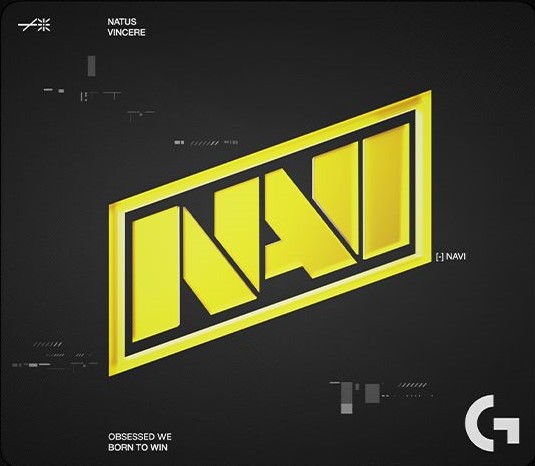 NATUS
VINCERE
NAVI
[-] NAVI
OBSESSED WE
BORN TO WIN
G